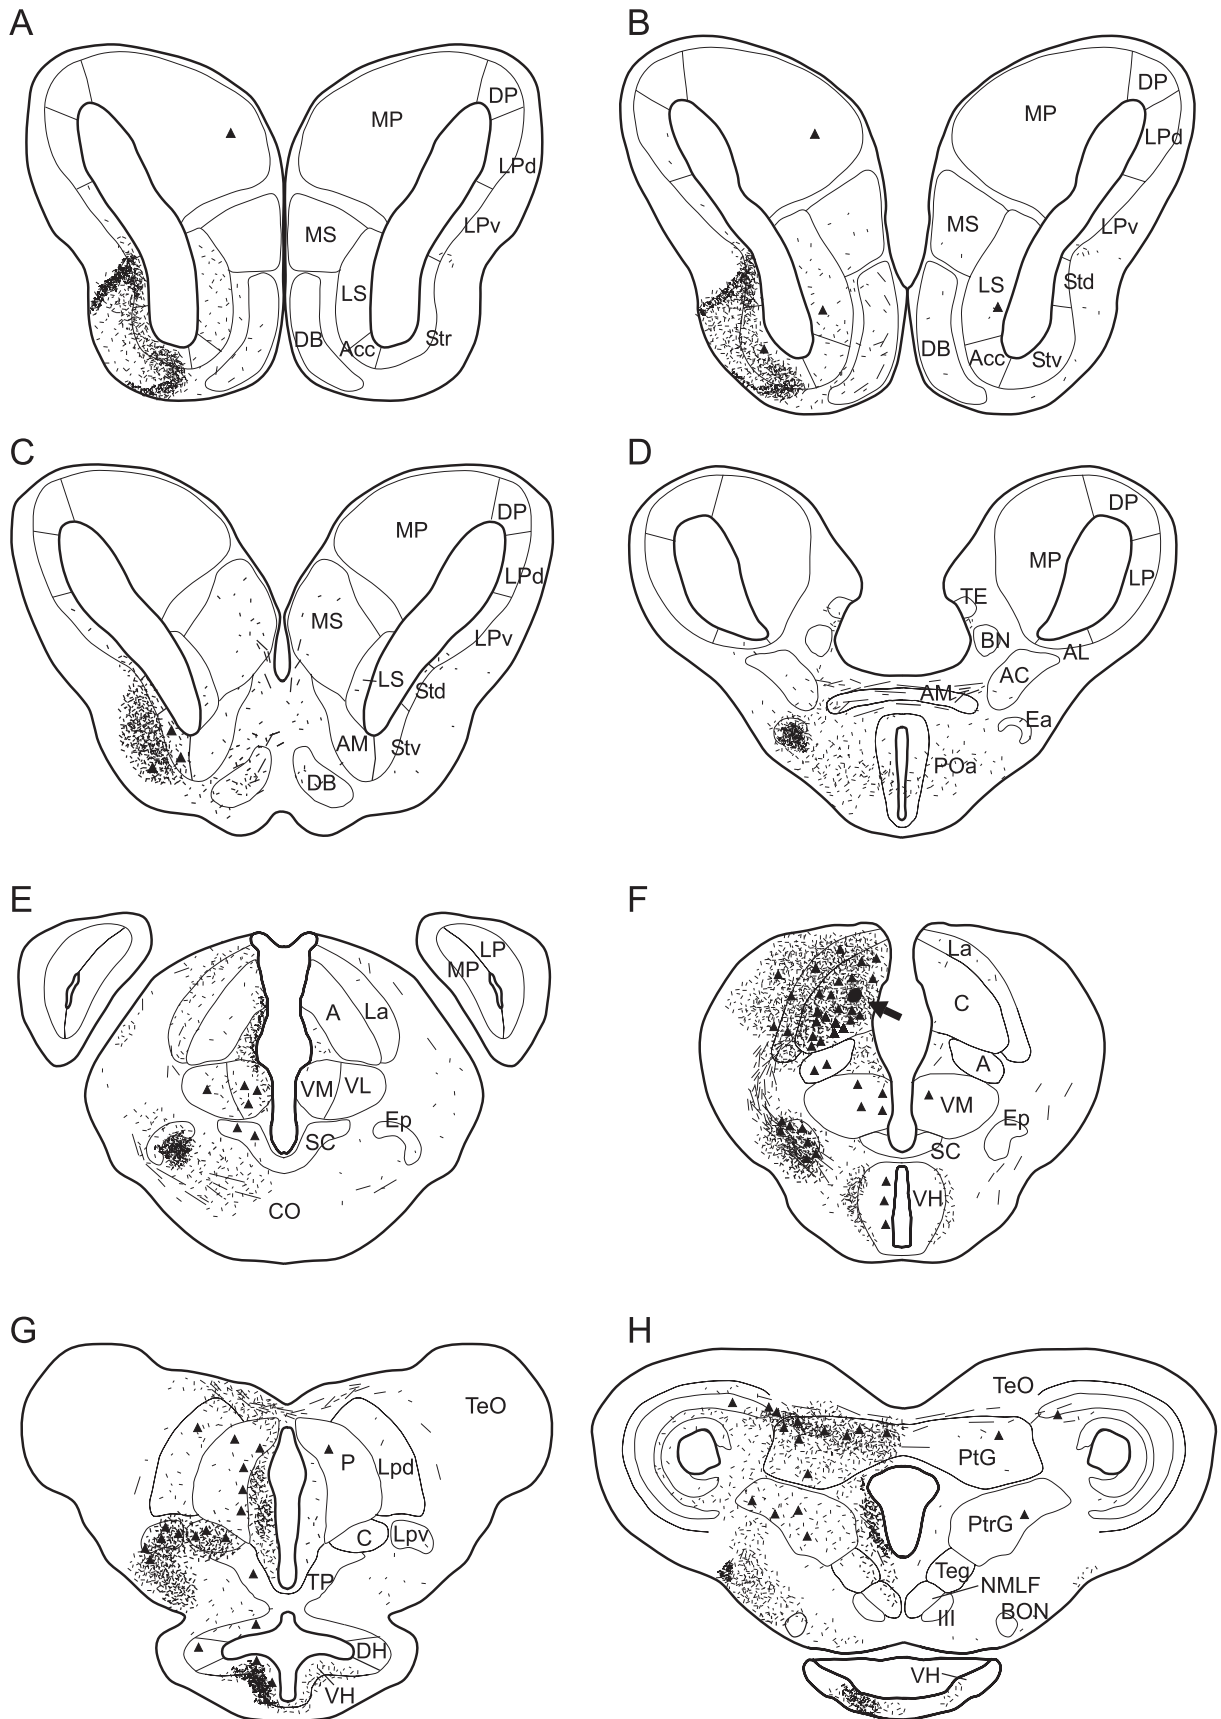 A
MP
DP
LPd
LPv
MS
LS
DB
Acc
Str
B
MP
DP
LPd
LPv
MS
Std
LS
DB
Acc
Stv
C
MP
DP
LPd
MS
LPv
LS
Std
AM
Stv
DB
D
DP
MP
LP
TE
BN
AL
AC
AM
Ea
POa
E
LP
MP
A
La
VM
VL
Ep
SC
CO
F
La
C
A
VM
Ep
SC
VH
G
TeO
P
Lpd
C
Lpv
TP
DH
VH
H
TeO
PtG
PtrG
Teg
NMLF
III
BON
VH